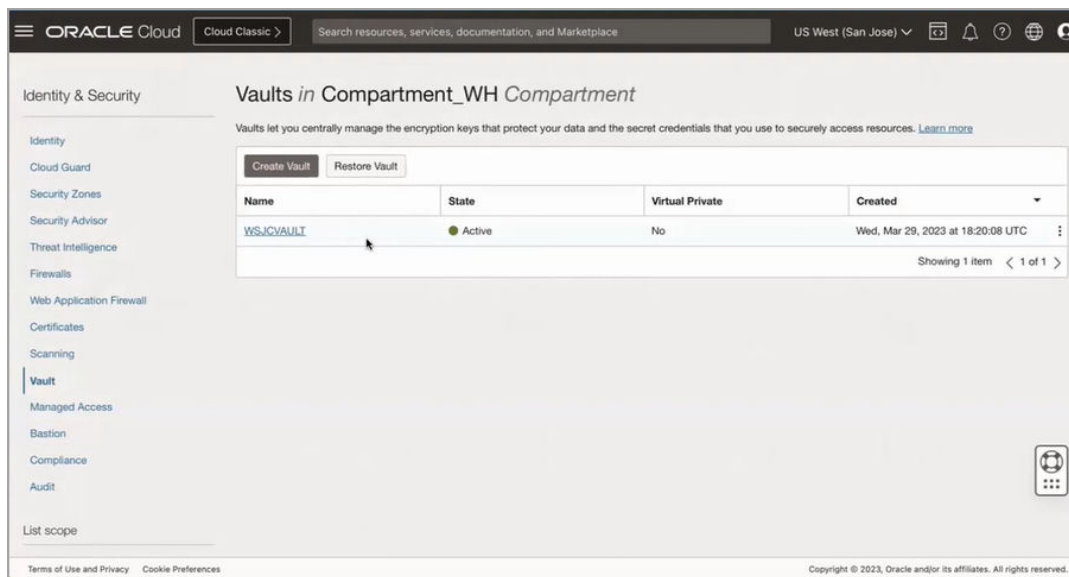 ORACLE Cloud
Cloud Classic >
Search resources, services, documentation, and Marketplace
US West (San Jose)
Identity & Security
Identity
Cloud Guard
Security Zones
Security Advisor
Threat Intelligence
Firewalls
Web Application Firewall
Certificates
Scanning
Vault
Managed Access
Bastion
Compliance
Audit
List scope
Vaults in Compartment_WH Compartment
Vaults let you centrally manage the encryption keys that protect your data and the secret credentials that you use to securely access resources. Learn more
Create Vault Restore Vault
Name State Virtual Private Created
WSJCVAULT Active No Wed, Mar 29, 2023 at 18:20:08 UTC
Showing 1 item < 1 of 1 >
Terms of Use and Privacy Cookie Preferences Copyright © 2023, Oracle and/or its affiliates. All rights reserved.